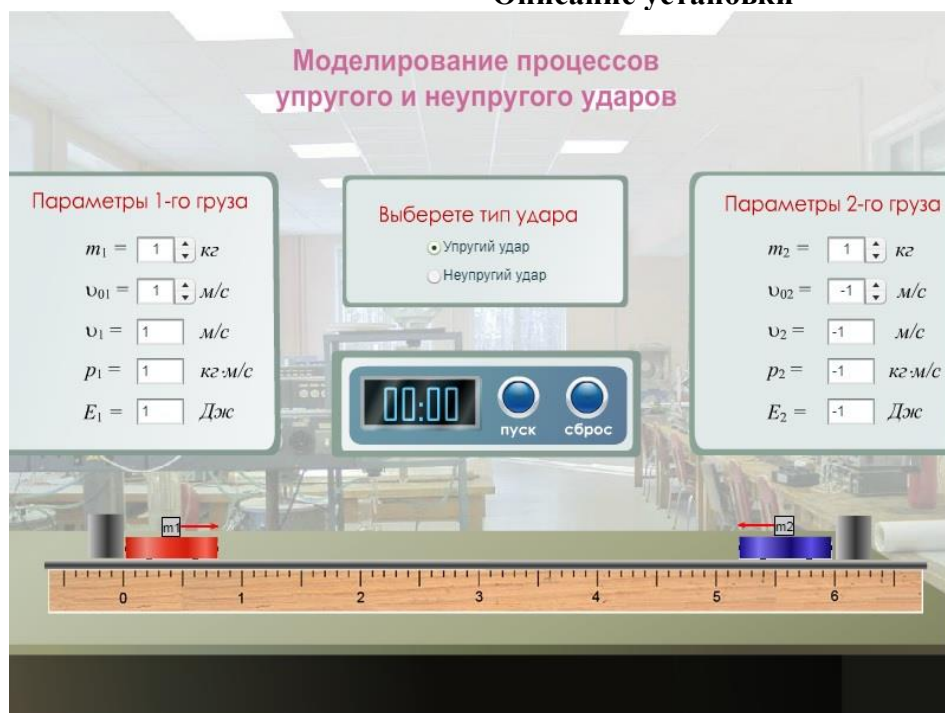 Описание установки
Моделирование процессов
упругого и неупругого ударов
Параметры 1-го груза
m1 = 1 кг
υ01 = 1 м/с
υ1 = 1 м/с
p1 = 1 кг·м/с
E1 = 1 Дж
Выберете тип удара
Упругий удар
Неупругий удар
00:00
пуск сброс
Параметры 2-го груза
m2 = 1 кг
υ02 = -1 м/с
υ2 = -1 м/с
p2 = -1 кг·м/с
E2 = -1 Дж
m1 m2
0 1 2 3 4 5 6